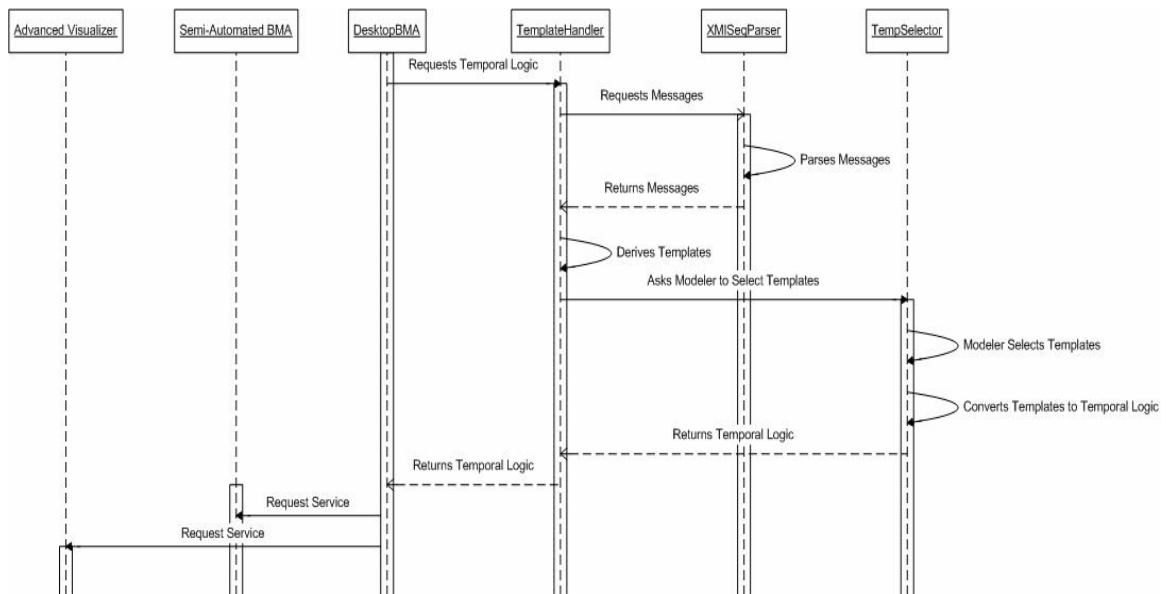 Advanced Visualizer
Semi-Automated BMA
DesktopBMA
TemplateHandler
XMISeqParser
TempSelector
Requests Temporal Logic
Requests Messages
Parses Messages
Returns Messages
Derives Templates
Asks Modeler to Select Templates
Modeler Selects Templates
Converts Templates to Temporal Logic
Returns Temporal Logic
Returns Temporal Logic
Request Service
Request Service